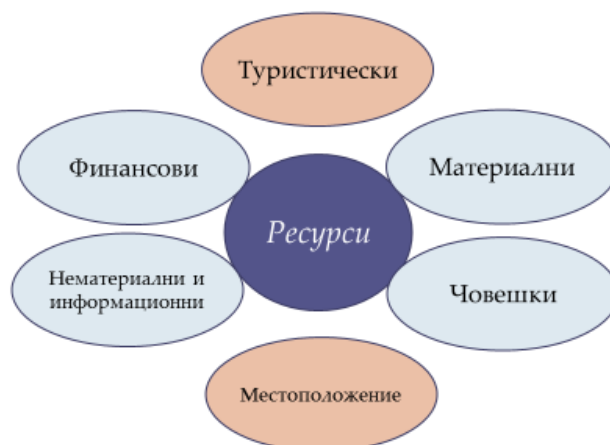 Туристически
Финансови
Материални
Ресурси
Нематериални и
информационни
Човешки
Местоположение